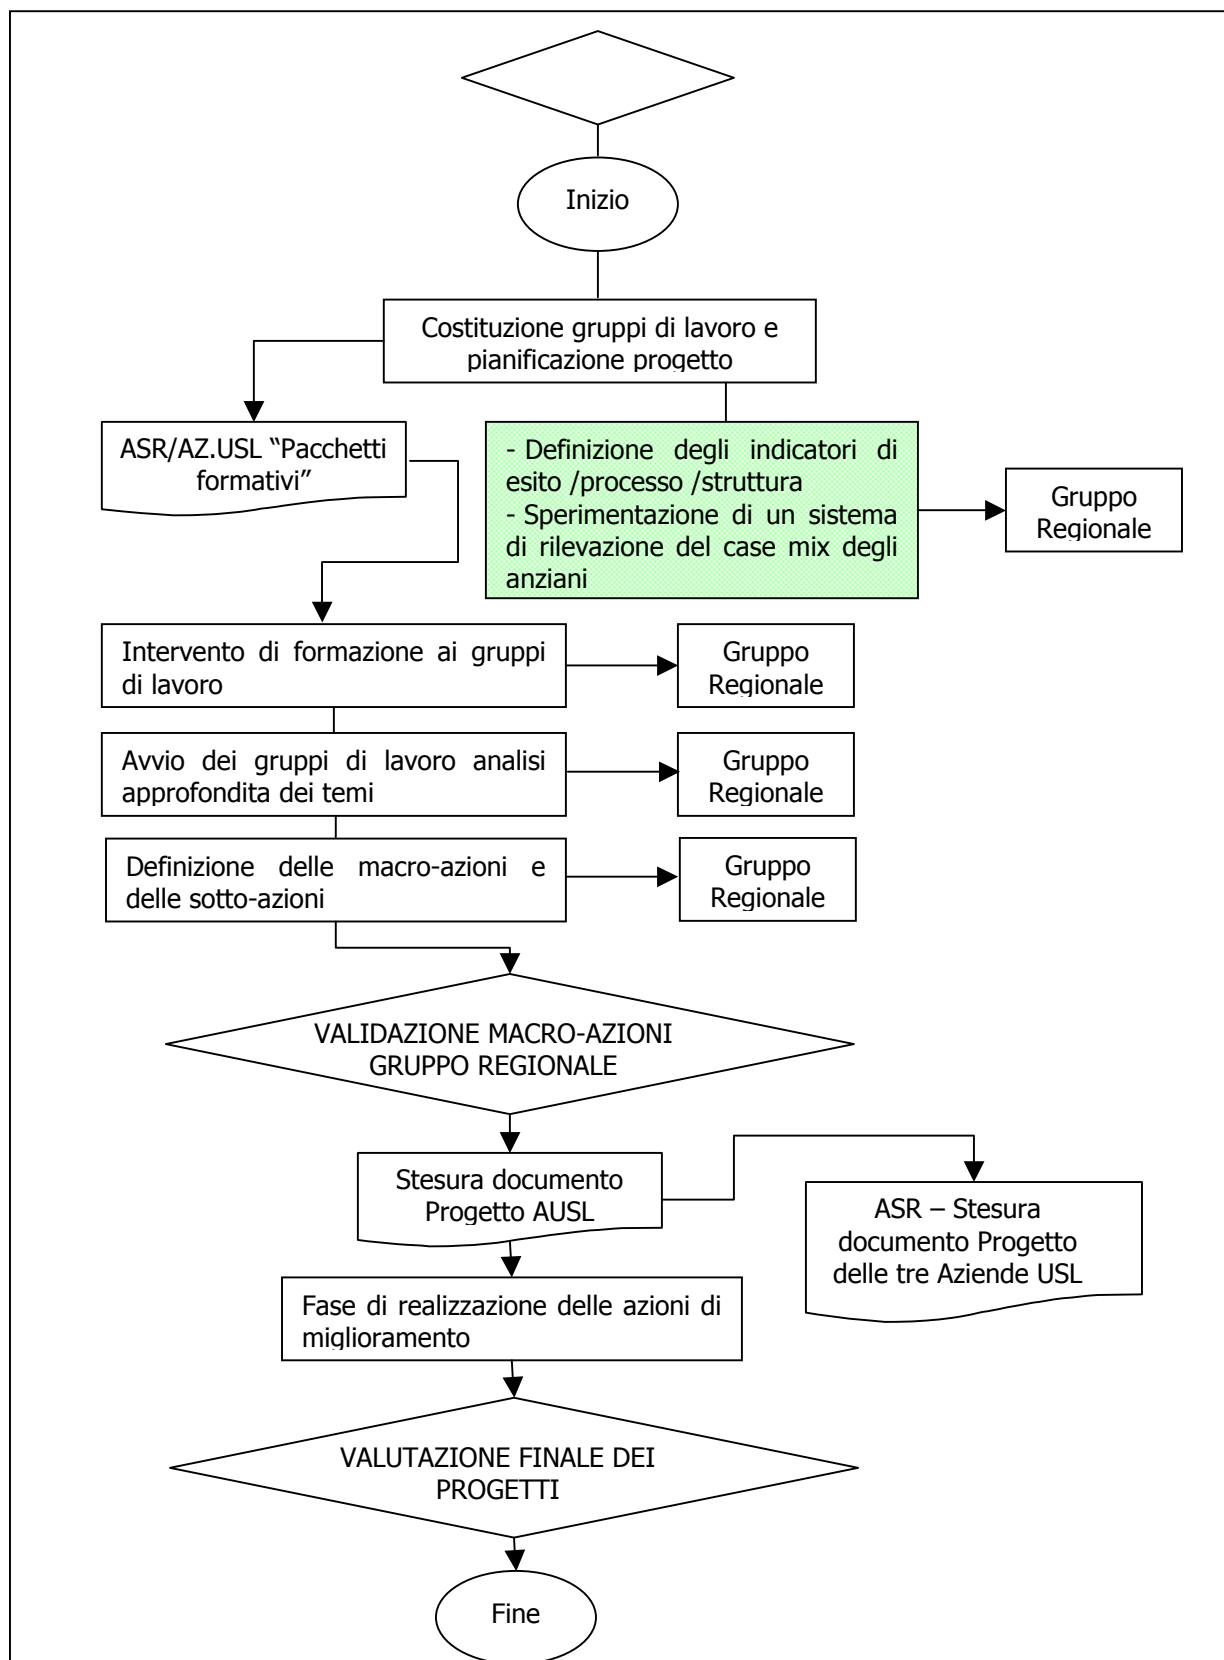 Inizio
Costituzione gruppi di lavoro e
pianificazione progetto
ASR/AZ.USL “Pacchetti
formativi”
- Definizione degli indicatori di
esito /processo /struttura
- Sperimentazione di un sistema
di rilevazione del case mix degli
anziani
Gruppo
Regionale
Intervento di formazione ai gruppi
di lavoro
Gruppo
Regionale
Avvio dei gruppi di lavoro analisi
approfondita dei temi
Gruppo
Regionale
Definizione delle macro-azioni e
delle sotto-azioni
Gruppo
Regionale
VALIDAZIONE MACRO-AZIONI
GRUPPO REGIONALE
Stesura documento
Progetto AUSL
ASR – Stesura
documento Progetto
delle tre Aziende USL
Fase di realizzazione delle azioni di
miglioramento
VALUTAZIONE FINALE DEI
PROGETTI
Fine